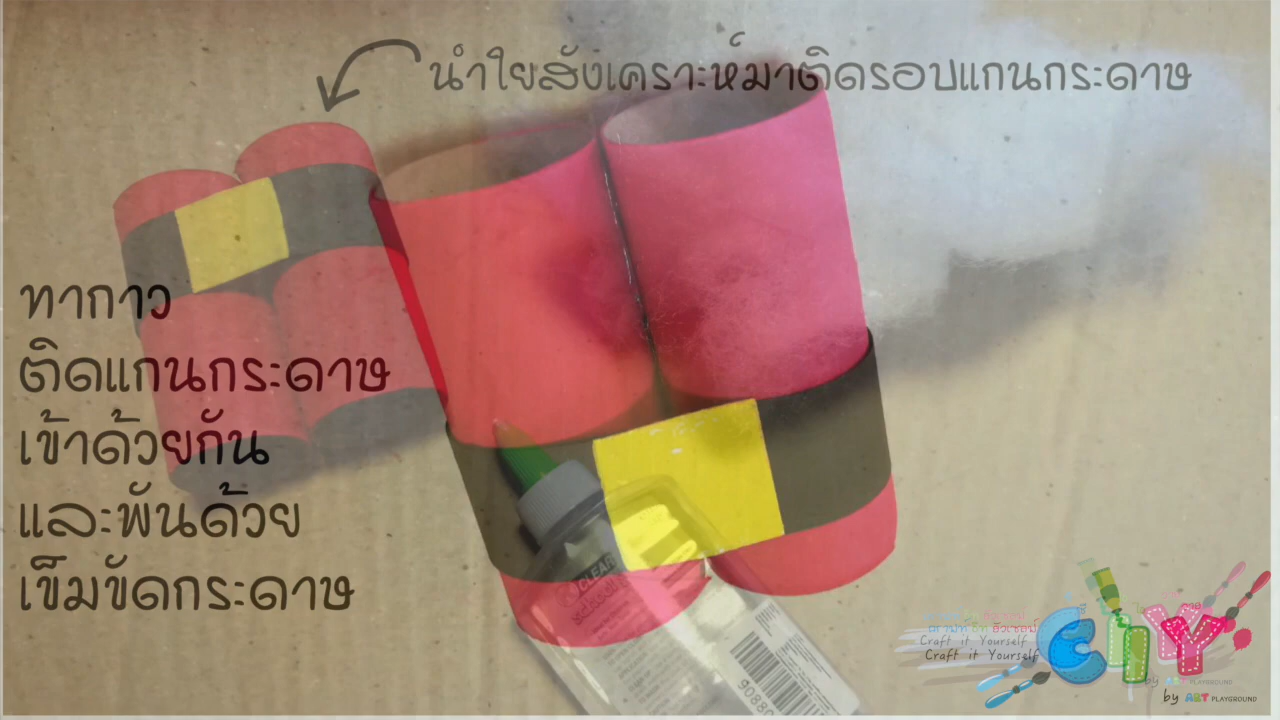 นำใยสังเคราะห์มาติดรอบแกนกระดาษ
ทากาว
ติดแกนกระดาษ
เข้าด้วยกัน
และพันด้วย
เข็มขัดกระดาษ
CLEAR
Craft it Yourself
Craft it Yourself
CIY
by ART PLAYGROUND
by ART PLAYGROUND